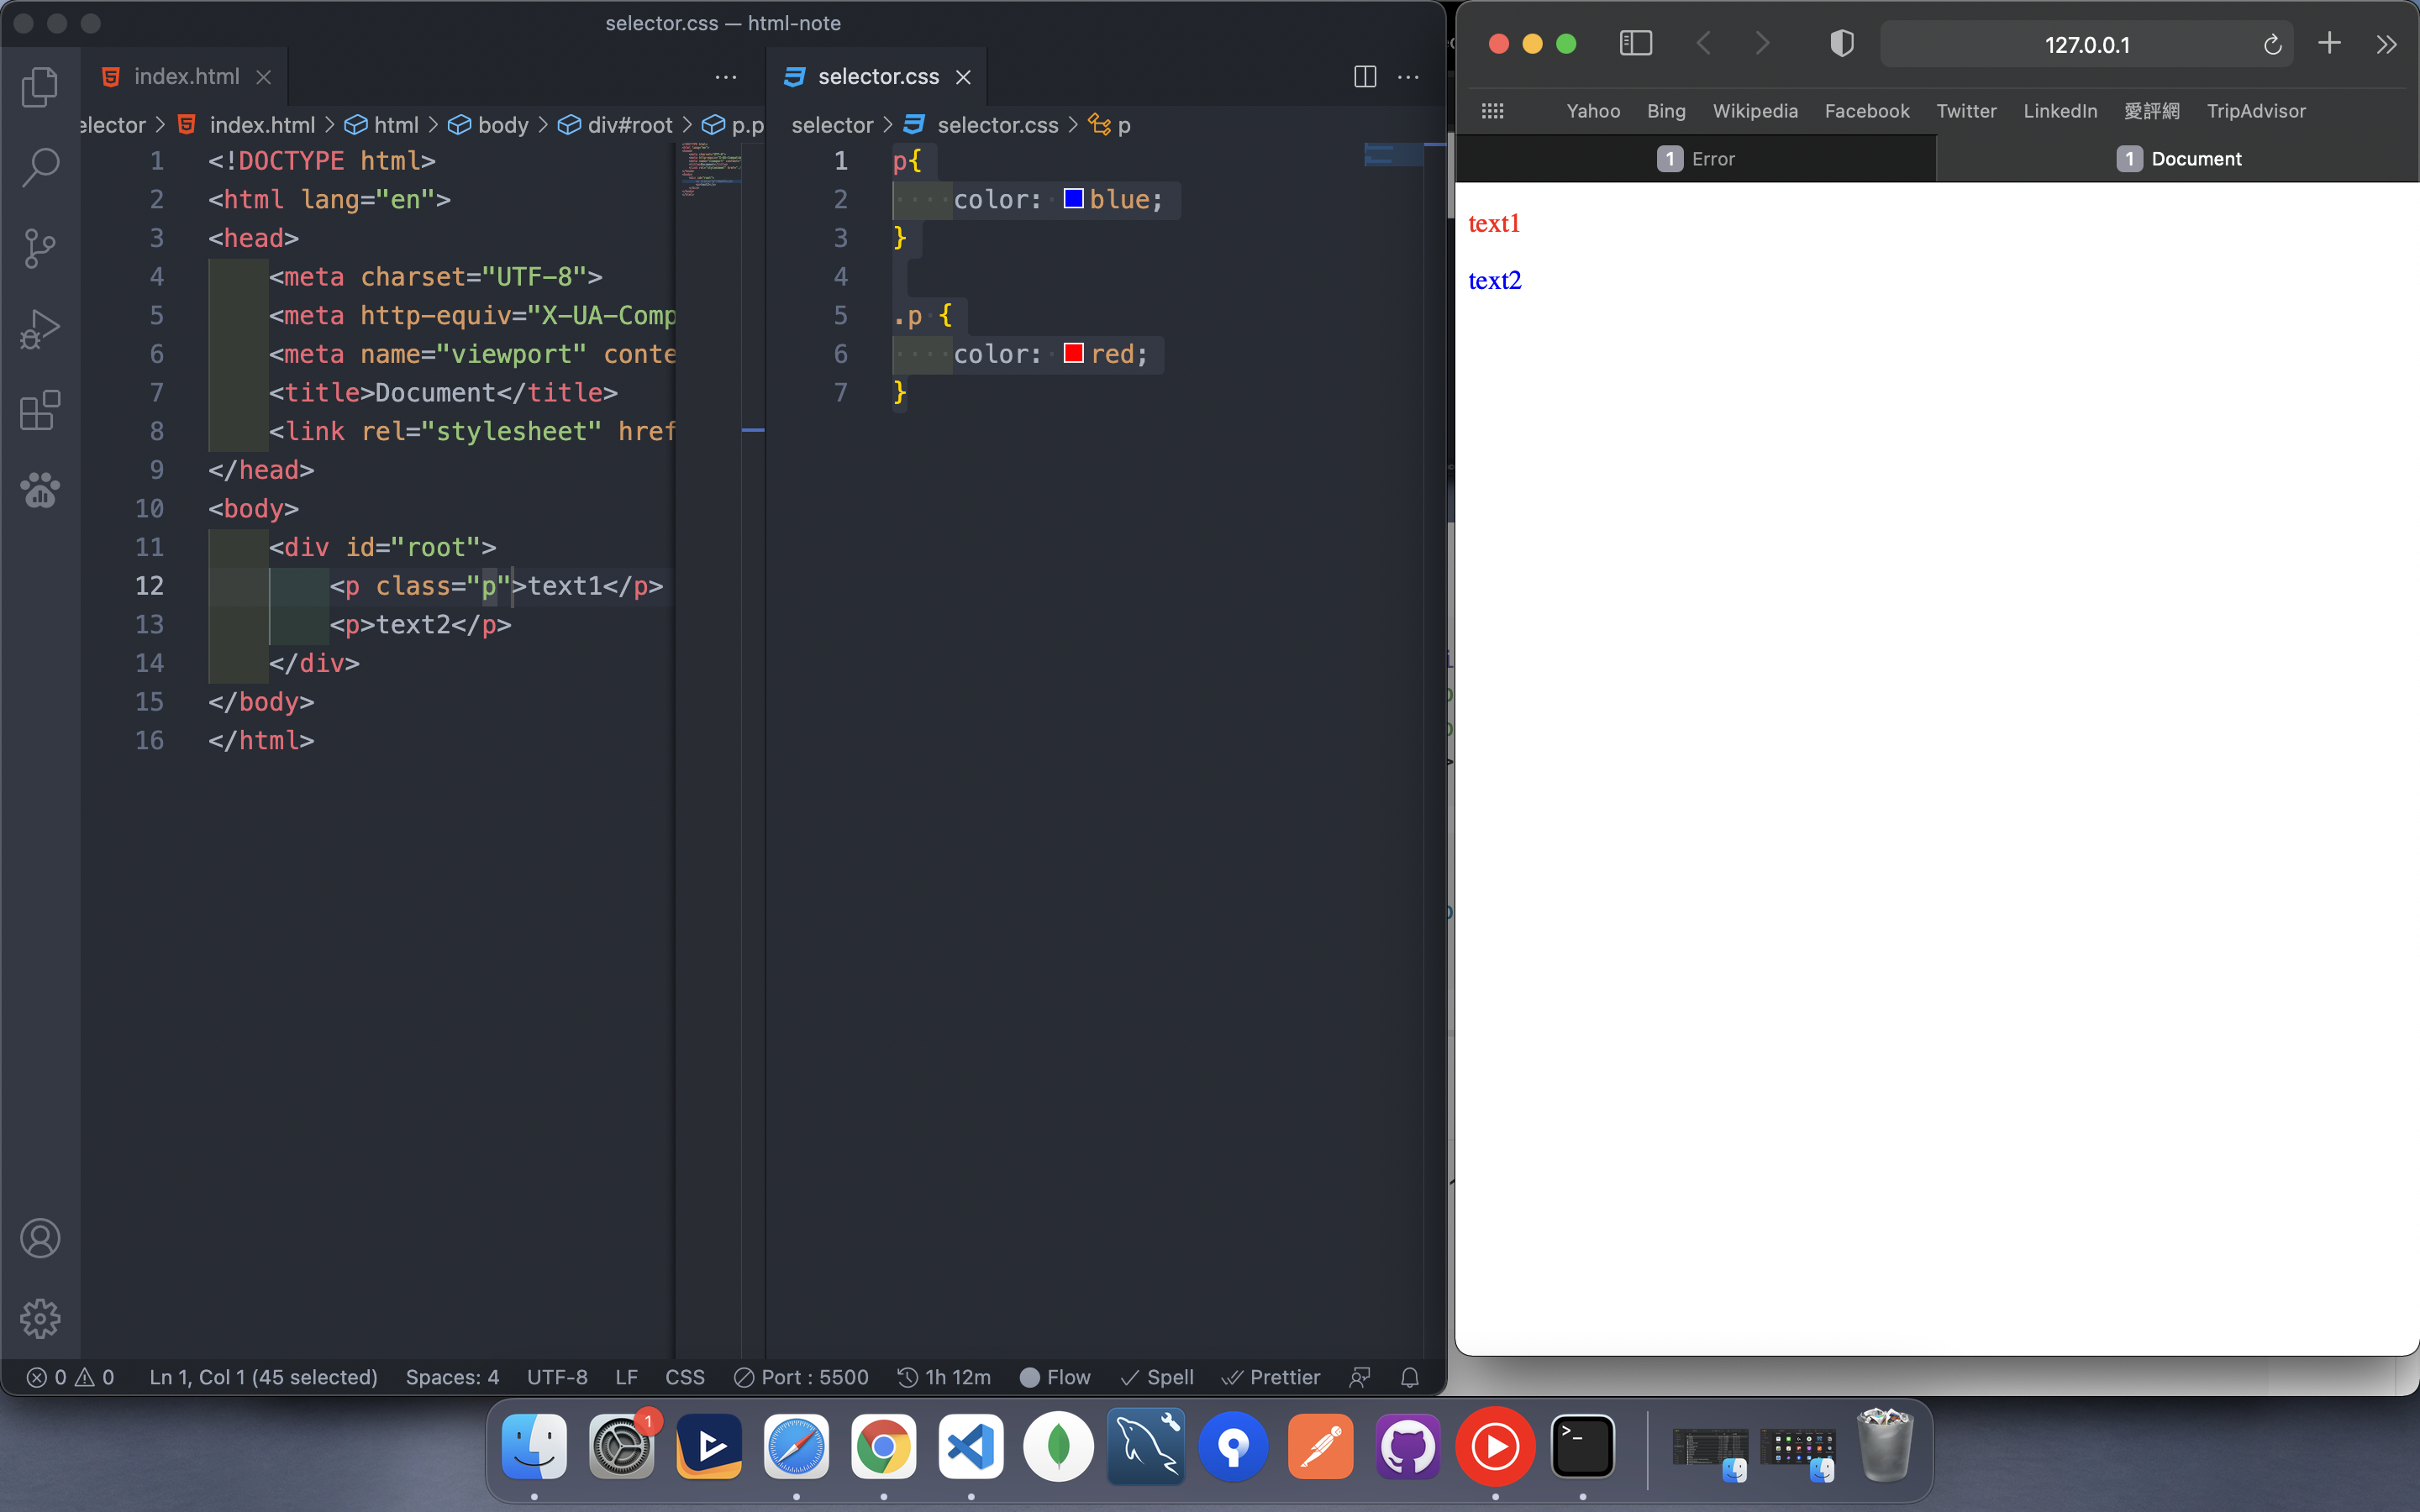 selector.css — html-note
index.html
selector.css
elector > index.html > html > body > div#root > p.p
selector > selector.css > p
1 <!DOCTYPE html>
2 <html lang="en">
3 <head>
4 <meta charset="UTF-8">
5 <meta http-equiv="X-UA-Comp
6 <meta name="viewport" conte
7 <title>Document</title>
8 <link rel="stylesheet" href
9 </head>
10 <body>
11 <div id="root">
12 <p class="p">text1</p>
13 <p>text2</p>
14 </div>
15 </body>
16 </html>
1 p{
2 color: blue;
3 }
4
5 .p {
6 color: red;
7 }
0 0 Ln 1, Col 1 (45 selected) Spaces: 4 UTF-8 LF CSS Port : 5500 1h 12m Flow Spell Prettier
127.0.0.1
Yahoo Bing Wikipedia Facebook Twitter LinkedIn 愛評網 TripAdvisor
1 Error
1 Document
text1
text2
1
>_